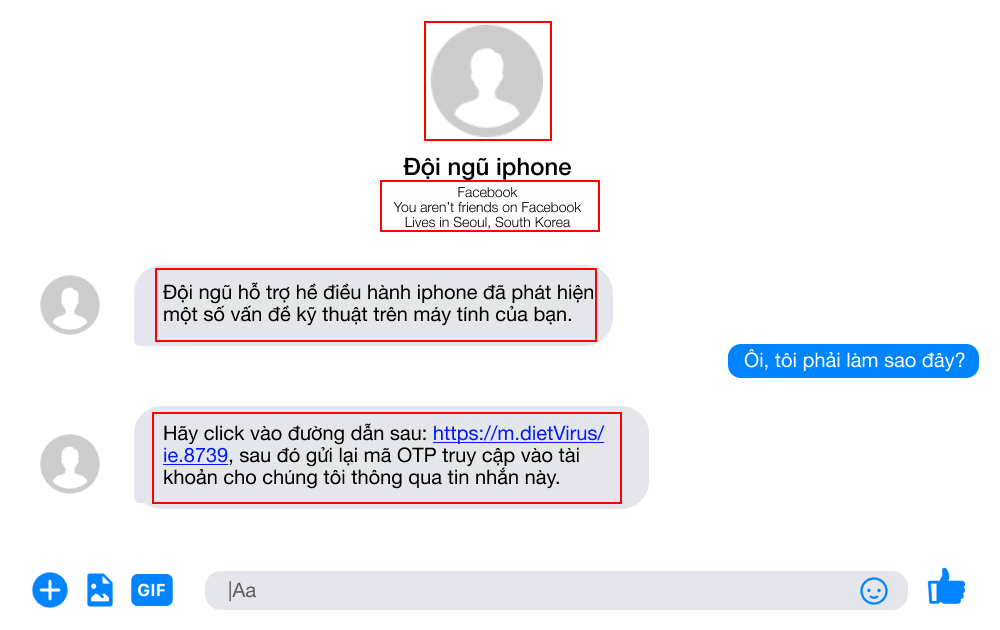 Đội ngũ iphone
Facebook
You aren't friends on Facebook
Lives in Seoul, South Korea
Đội ngũ hỗ trợ hề điều hành iphone đã phát hiện
một số vấn đề kỹ thuật trên máy tính của bạn.
Ôi, tôi phải làm sao đây?
Hãy click vào đường dẫn sau: https://m.dietVirus/
ie.8739, sau đó gửi lại mã OTP truy cập vào tài
khoản cho chúng tôi thông qua tin nhắn này.
GIF
Aa